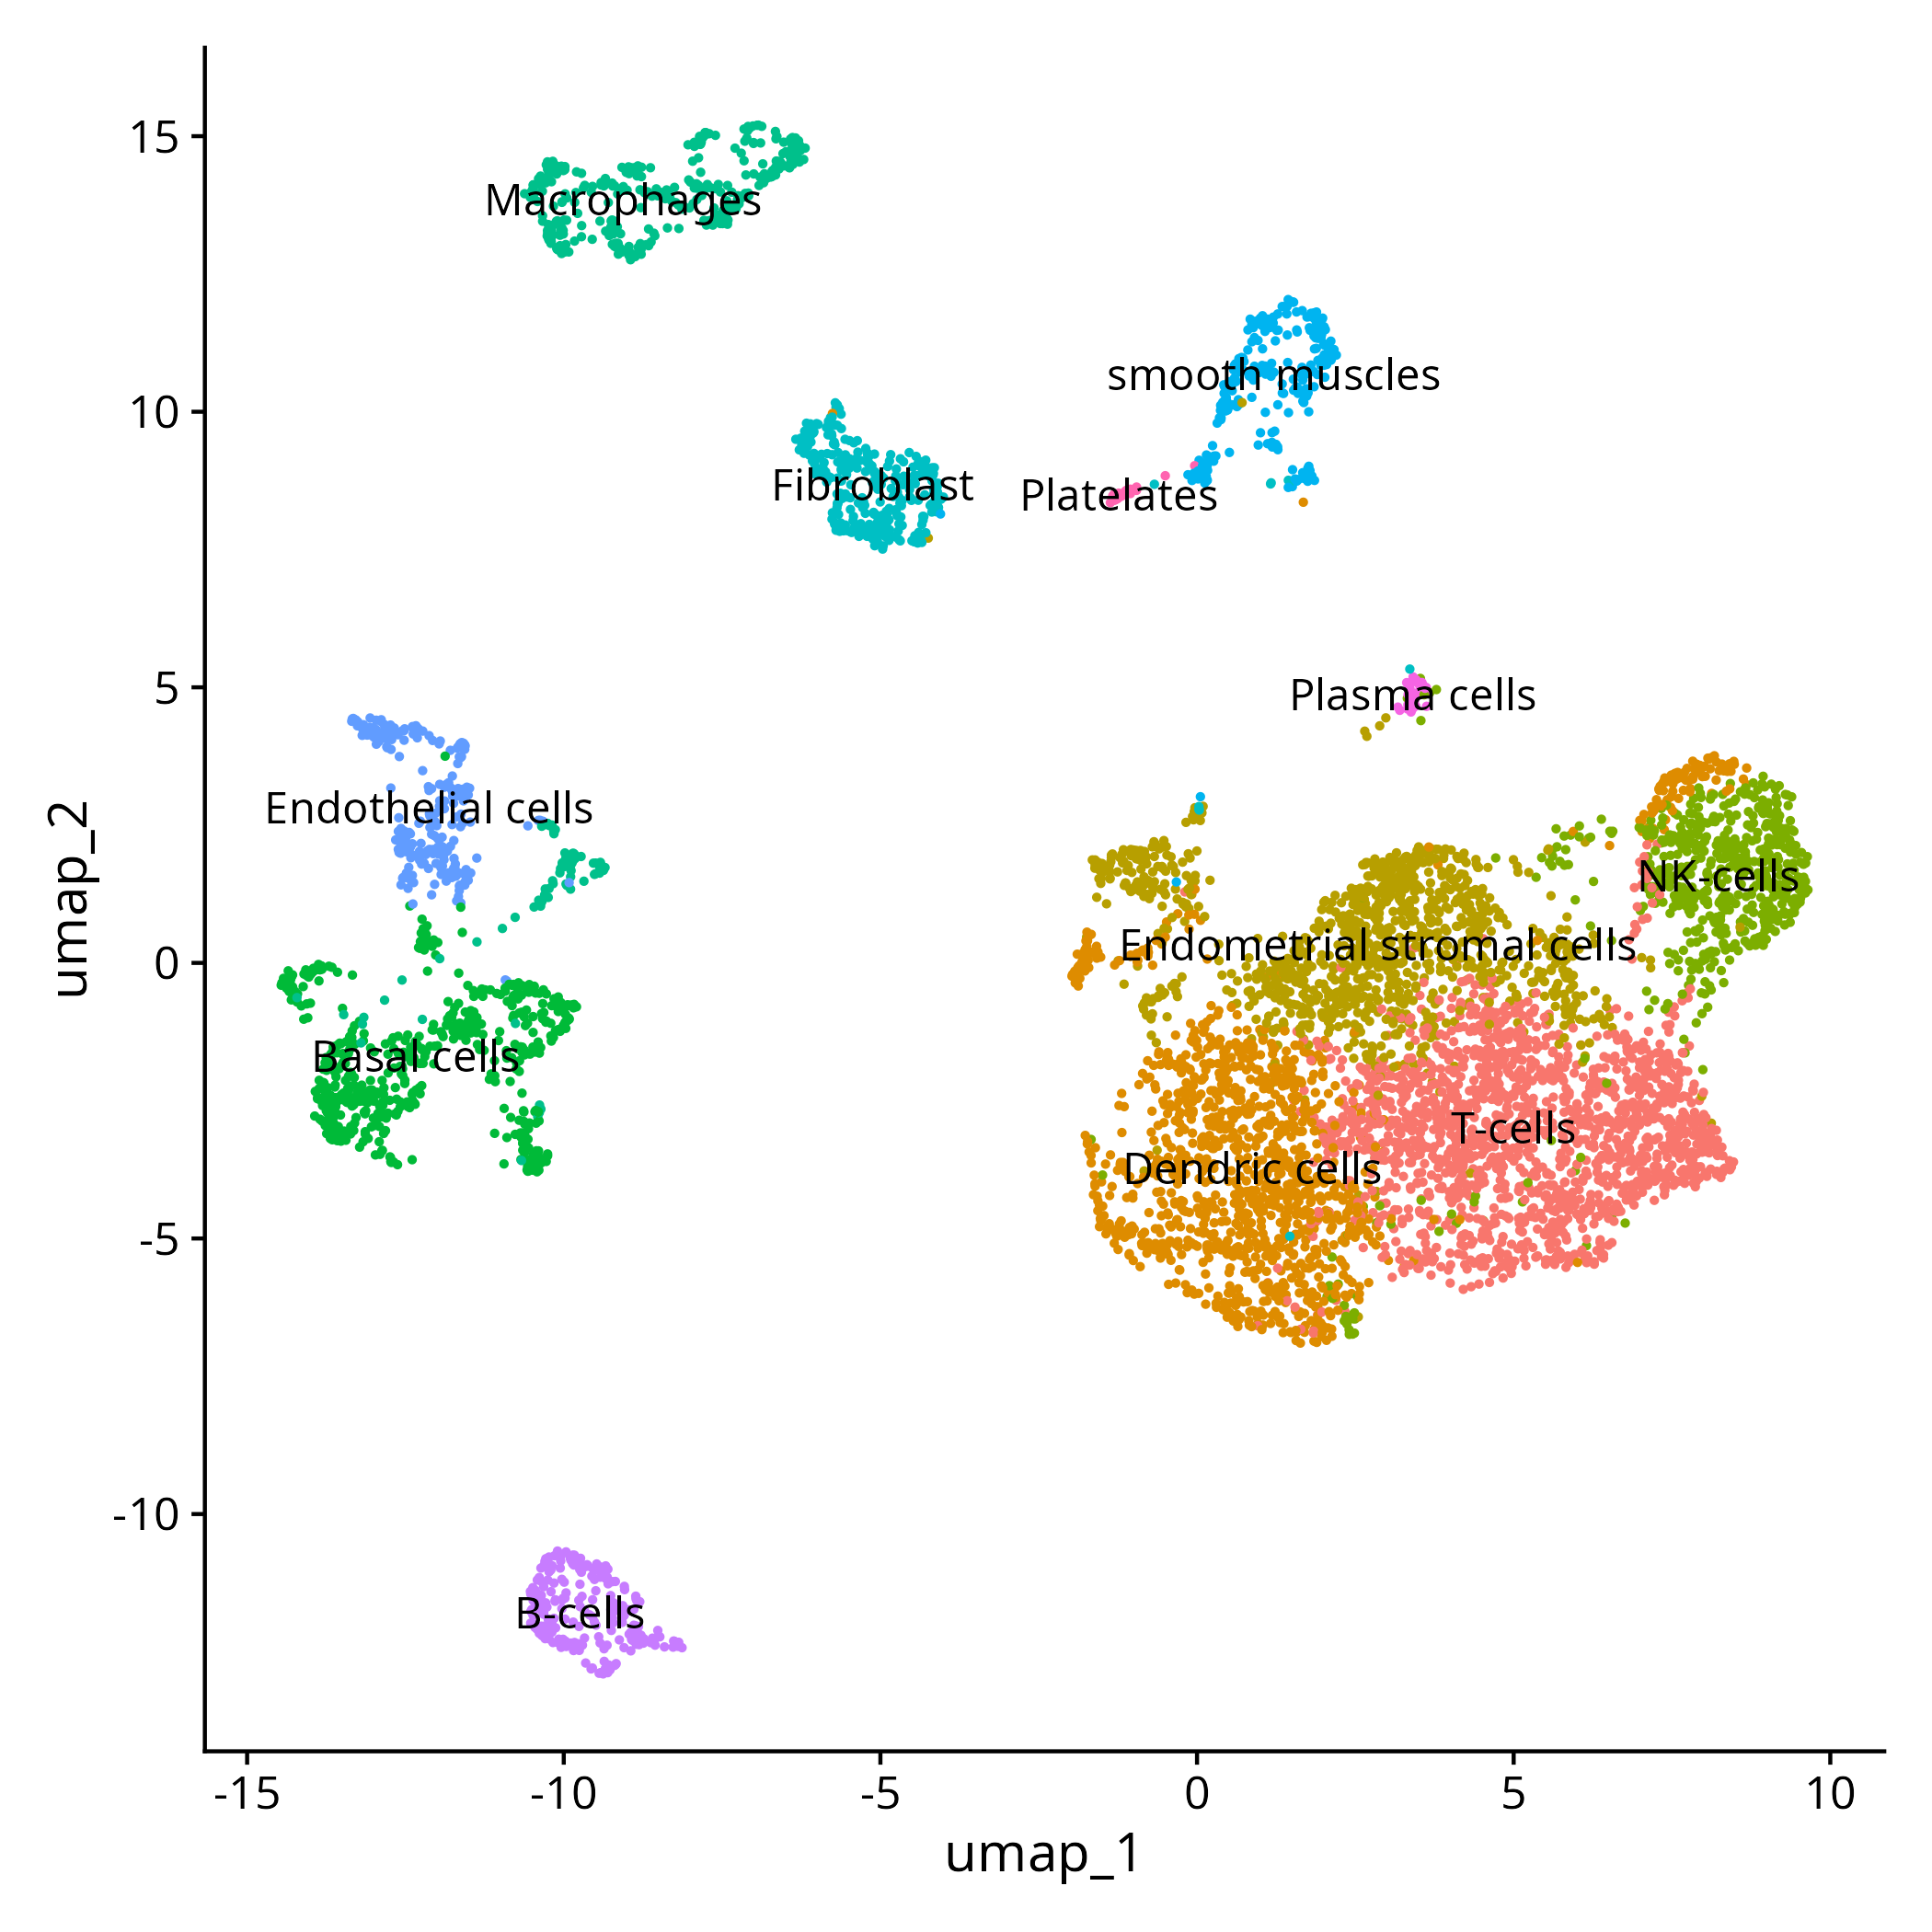 15
10
5
0
-5
-10
umap_2
Macrophages
smooth muscles
Fibroblast
Platelates
Plasma cells
Endothelial cells
NK-cells
Endometrial stromal cells
Basal cells
T-cells
Dendric cells
B-cells
-15
-10
-5
0
5
10
umap_1